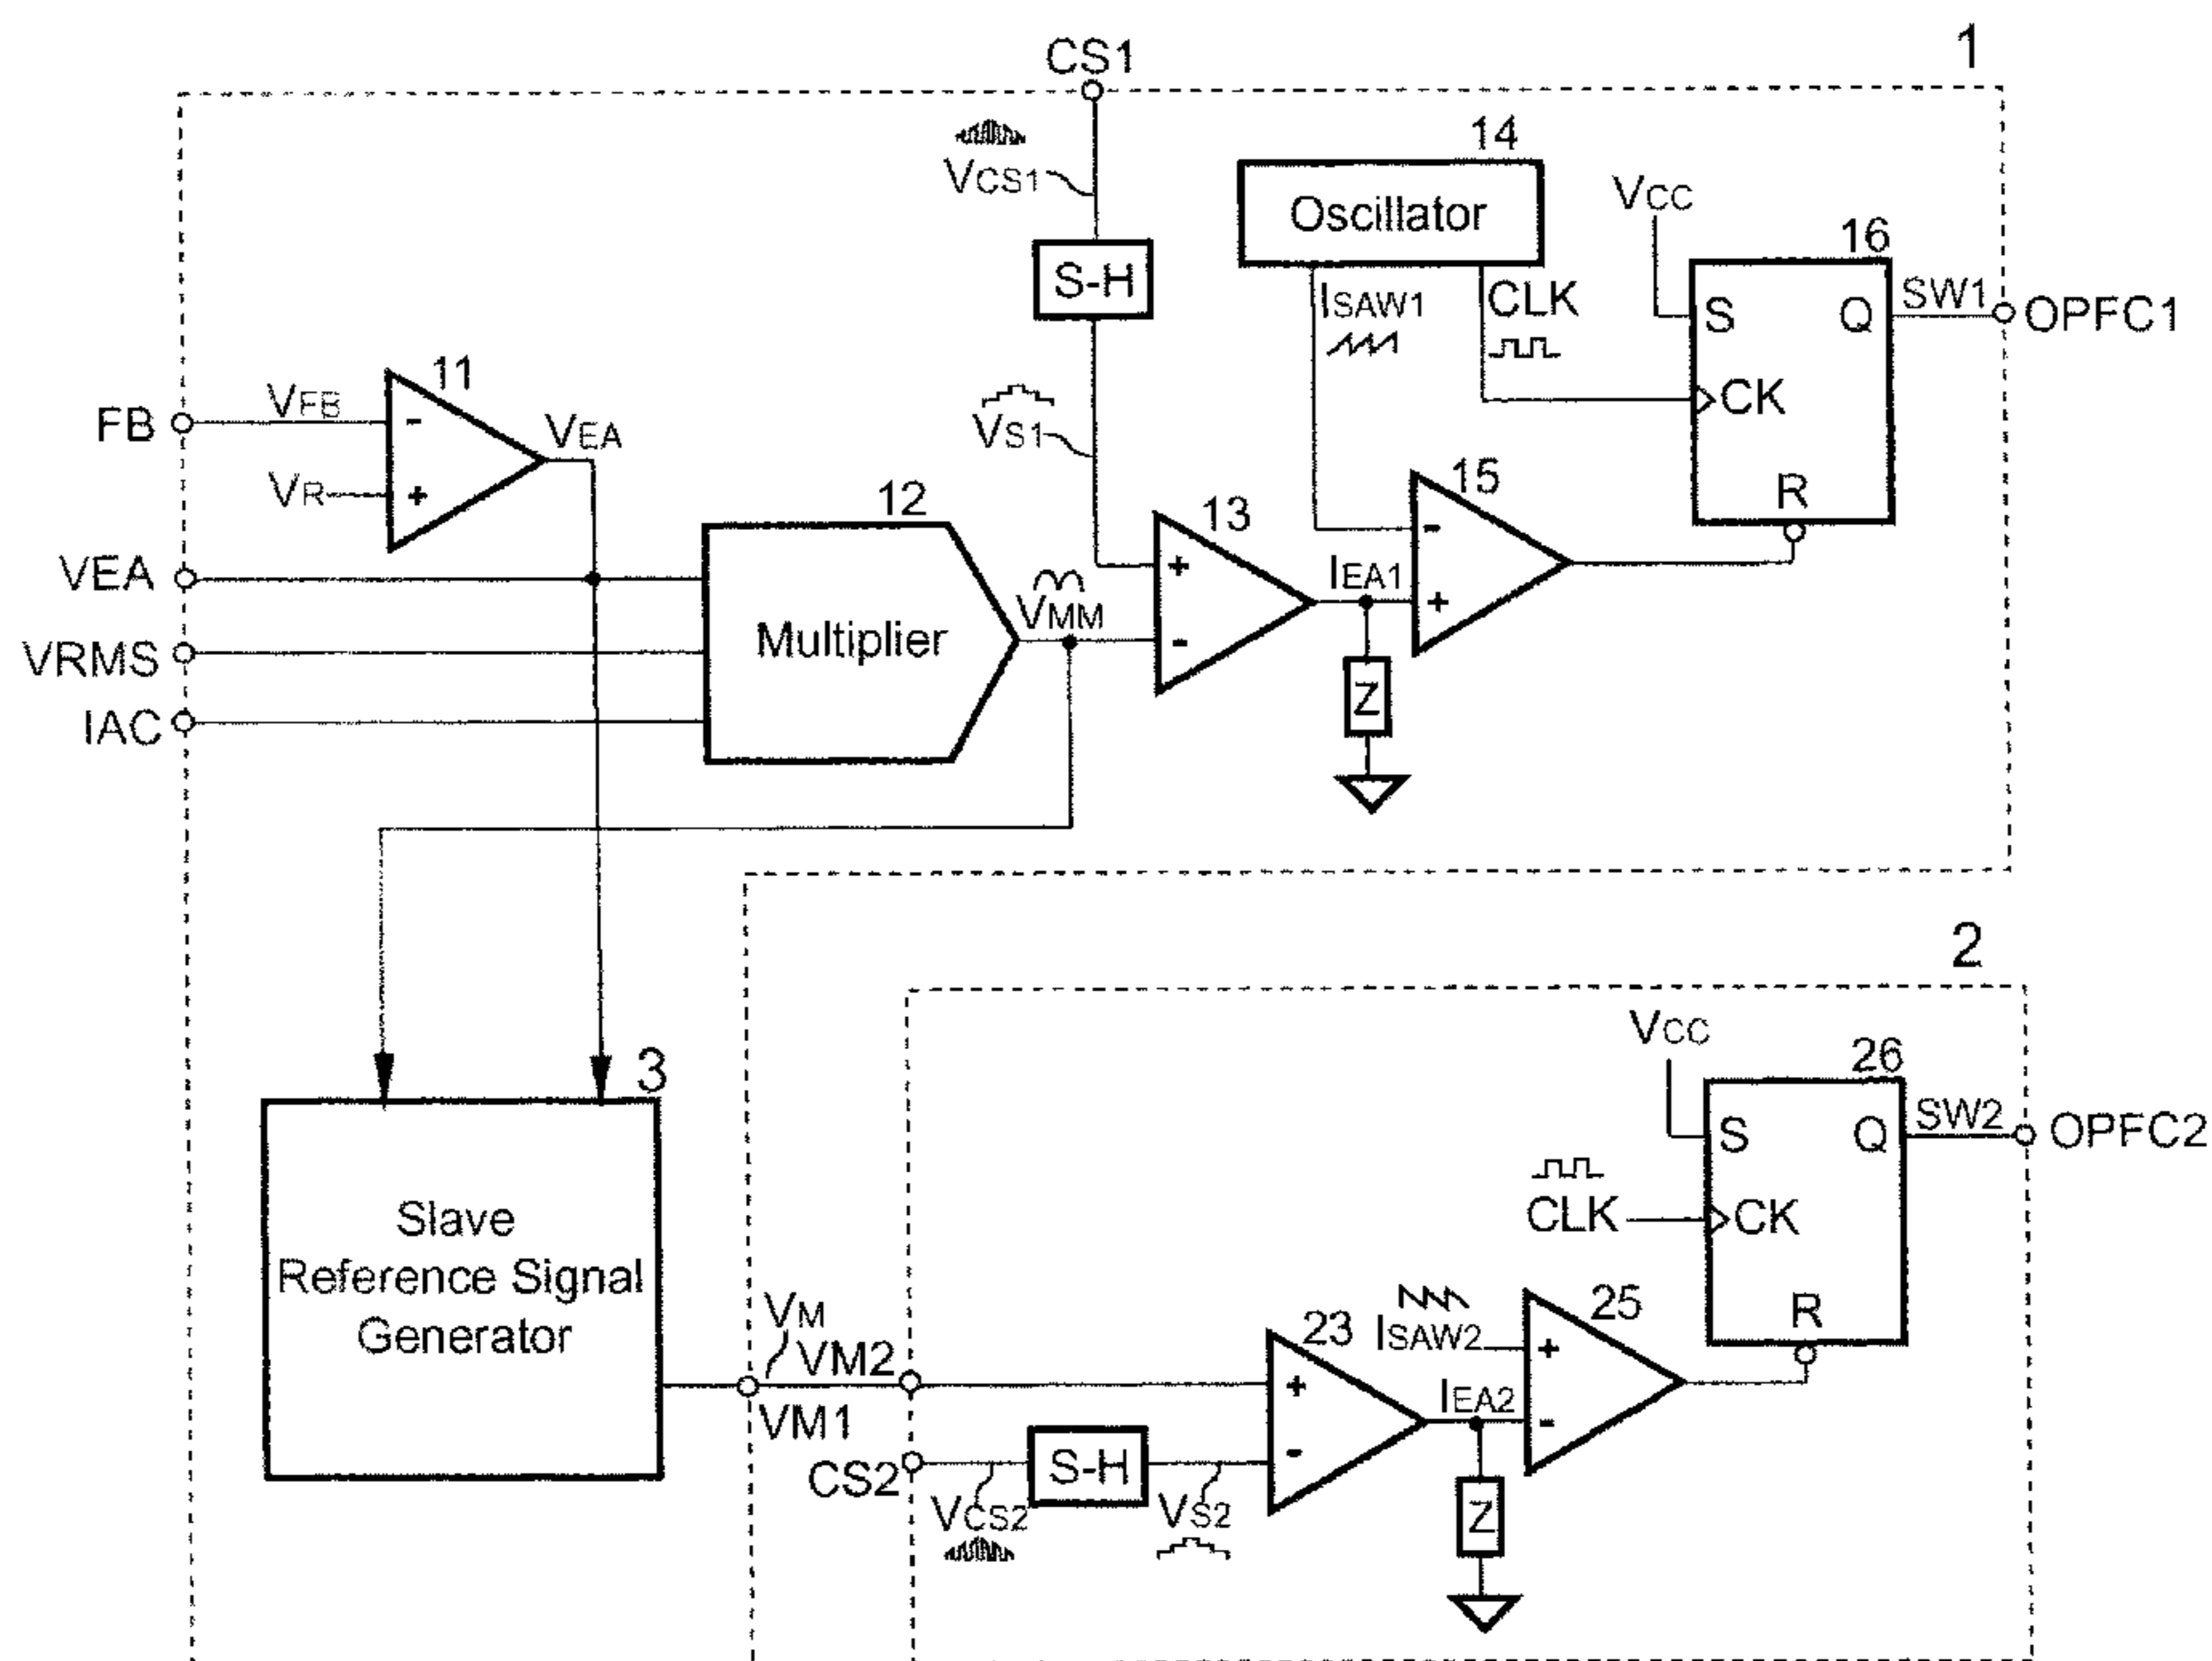 1
CS1
VCS1
14
Oscillator
VCC
16
S-H
ISAW1
CLK
S
Q
SW1
OPFC1
CK
R
11
FB
VFB
-
VEA
VR
+
VS1
15
12
13
VEA
VRMS
IAC
Multiplier
VMM
+
-
IEA1
-
+
Z
2
3
Slave
Reference Signal
Generator
VCC
26
S
Q
SW2
OPFC2
CLK
CK
R
VM
VM2
VM1
23
ISAW2
25
+
-
IEA2
+
-
CS2
S-H
VCS2
VS2
Z